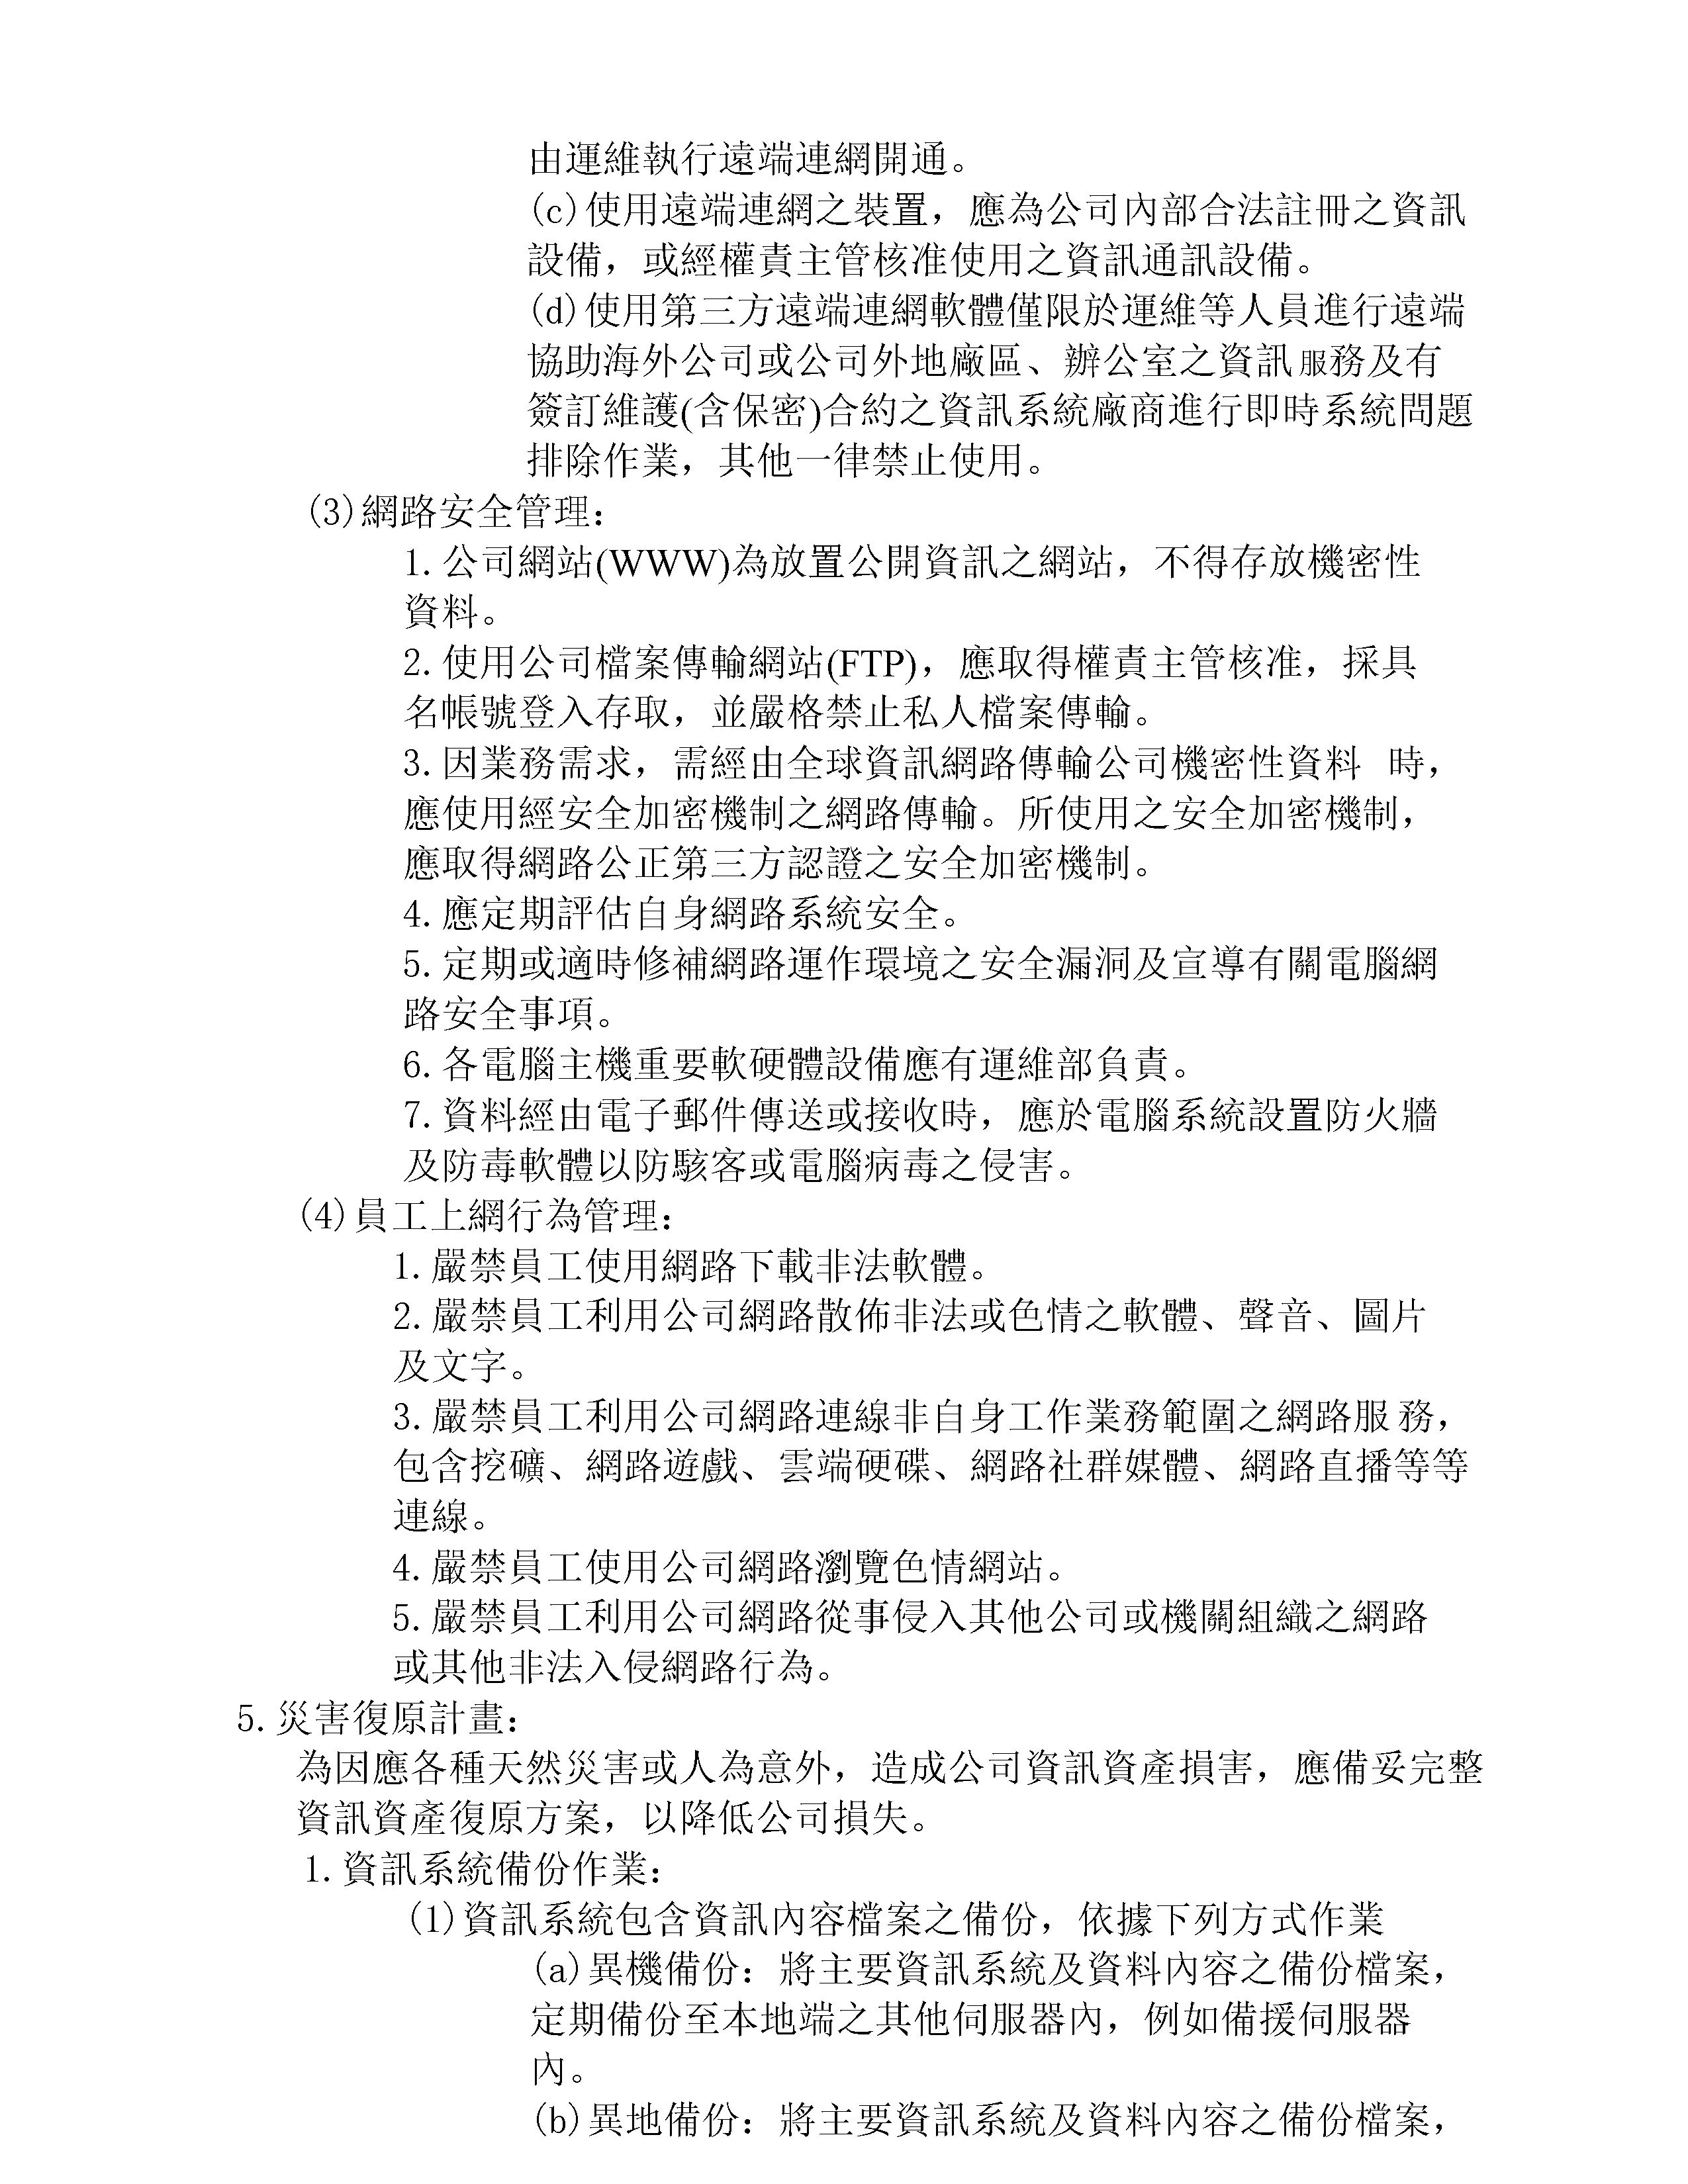 由運維執行遠端連網開通。
(c)使用遠端連網之裝置，應為公司內部合法註冊之資訊
設備，或經權責主管核准使用之資訊通訊設備。
(d)使用第三方遠端連網軟體僅限於運維等人員進行遠端
協助海外公司或公司外地廠區、辦公室之資訊服務及有
簽訂維護(含保密)合約之資訊系統廠商進行即時系統問題
排除作業，其他一律禁止使用。
(3)網路安全管理：
1.公司網站(WWW)為放置公開資訊之網站，不得存放機密性
資料。
2.使用公司檔案傳輸網站(FTP)，應取得權責主管核准，採具
名帳號登入存取，並嚴格禁止私人檔案傳輸。
3.因業務需求，需經由全球資訊網路傳輸公司機密性資料 時，
應使用經安全加密機制之網路傳輸。所使用之安全加密機制，
應取得網路公正第三方認證之安全加密機制。
4.應定期評估自身網路系統安全。
5.定期或適時修補網路運作環境之安全漏洞及宣導有關電腦網
路安全事項。
6.各電腦主機重要軟硬體設備應有運維部負責。
7.資料經由電子郵件傳送或接收時，應於電腦系統設置防火牆
及防毒軟體以防駭客或電腦病毒之侵害。
(4)員工上網行為管理：
1.嚴禁員工使用網路下載非法軟體。
2.嚴禁員工利用公司網路散佈非法或色情之軟體、聲音、圖片
及文字。
3.嚴禁員工利用公司網路連線非自身工作業務範圍之網路服務，
包含挖礦、網路遊戲、雲端硬碟、網路社群媒體、網路直播等等
連線。
4.嚴禁員工使用公司網路瀏覽色情網站。
5.嚴禁員工利用公司網路從事侵入其他公司或機關組織之網路
或其他非法入侵網路行為。
5.災害復原計畫：
為因應各種天然災害或人為意外，造成公司資訊資產損害，應備妥完整
資訊資產復原方案，以降低公司損失。
1.資訊系統備份作業：
(1)資訊系統包含資訊內容檔案之備份，依據下列方式作業
(a)異機備份：將主要資訊系統及資料內容之備份檔案，
定期備份至本地端之其他伺服器內，例如備援伺服器
內。
(b)異地備份：將主要資訊系統及資料內容之備份檔案，